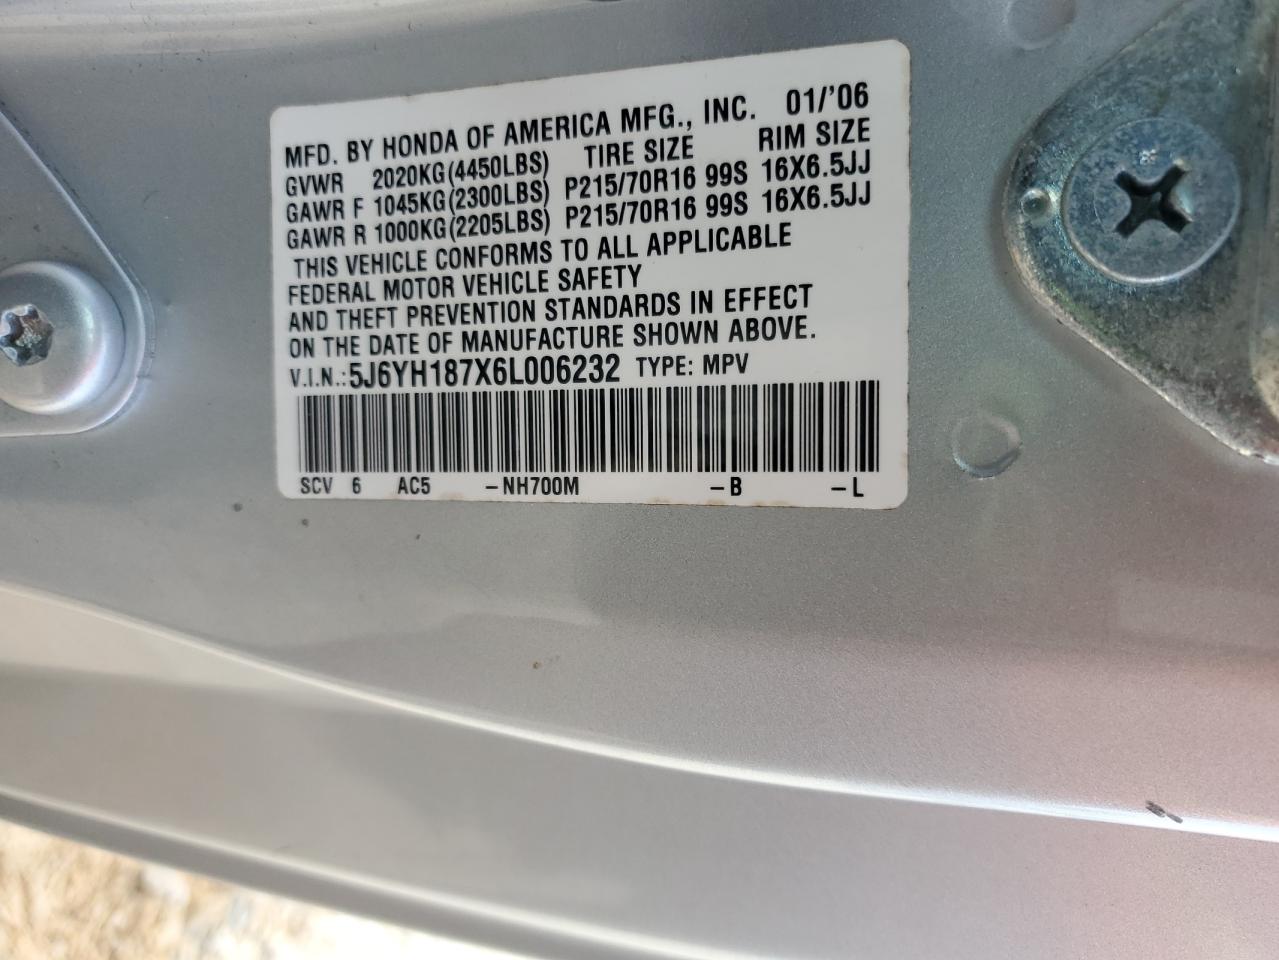 MFD. BY HONDA OF AMERICA MFG., INC. 01/'06
GVWR 2020KG(4450LBS) TIRE SIZE RIM SIZE
GAWR F 1045KG(2300LBS) P215/70R16 99S 16X6.5JJ
GAWR R 1000KG(2205LBS) P215/70R16 99S 16X6.5JJ
THIS VEHICLE CONFORMS TO ALL APPLICABLE
FEDERAL MOTOR VEHICLE SAFETY
AND THEFT PREVENTION STANDARDS IN EFFECT
ON THE DATE OF MANUFACTURE SHOWN ABOVE.
V.I.N.:5J6YH187X6L006232 TYPE: MPV
SCV 6 AC5 -NH700M -B -L